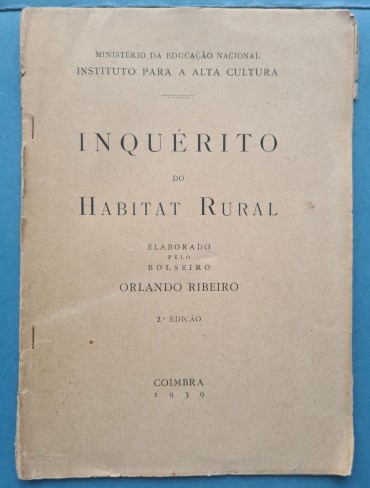 MINISTÉRIO DA EDUCAÇÃO NACIONAL
INSTITUTO PARA A ALTA CULTURA
INQUÉRITO
DO
HABITAT RURAL
ELABORADO
PELO
BOLSEIRO
ORLANDO RIBEIRO
2.ª EDIÇÃO
COIMBRA
1939